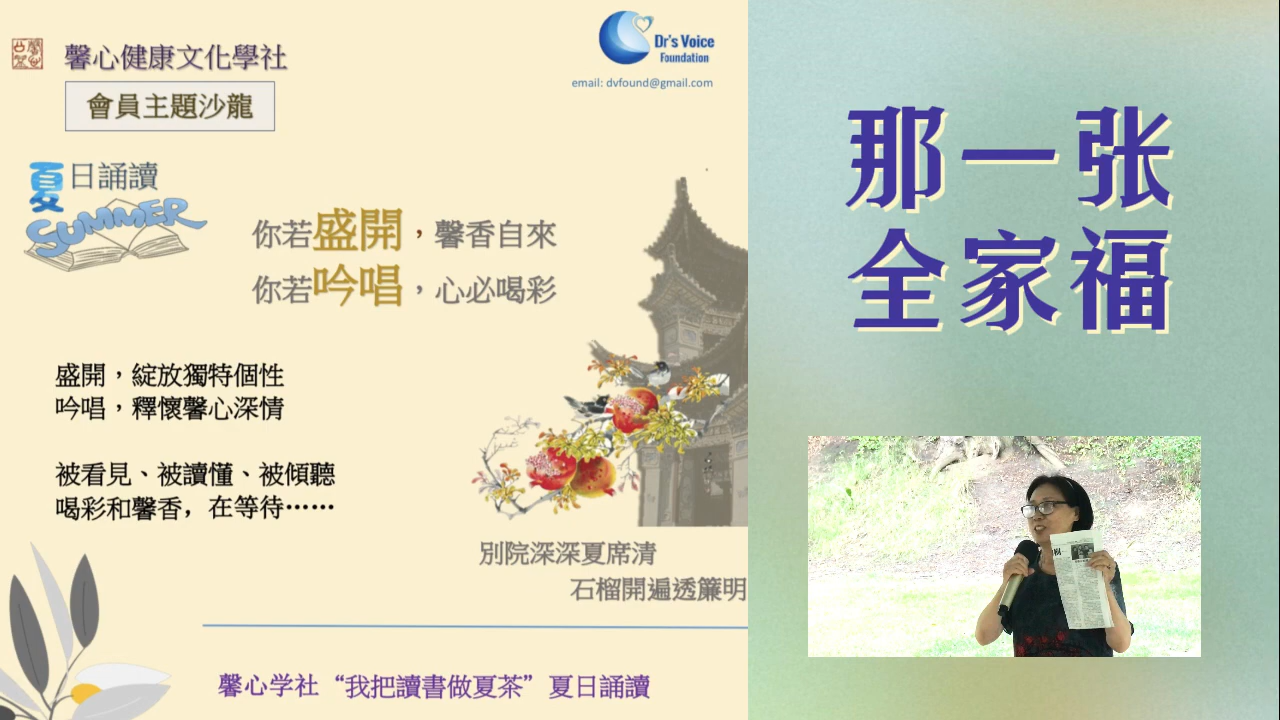 馨心健康文化學社
會員主題沙龍
Dr's Voice
Foundation
email: dvfound@gmail.com
夏日誦讀
SUMMER
你若盛開，馨香自來
你若吟唱，心必喝彩
盛開，綻放獨特個性
吟唱，釋懷馨心深情
被看見、被讀懂、被傾聽
喝彩和馨香，在等待……
別院深深夏席清
石榴開遍透簾明
馨心学社“我把讀書做夏茶”夏日誦讀
那一张
全家福